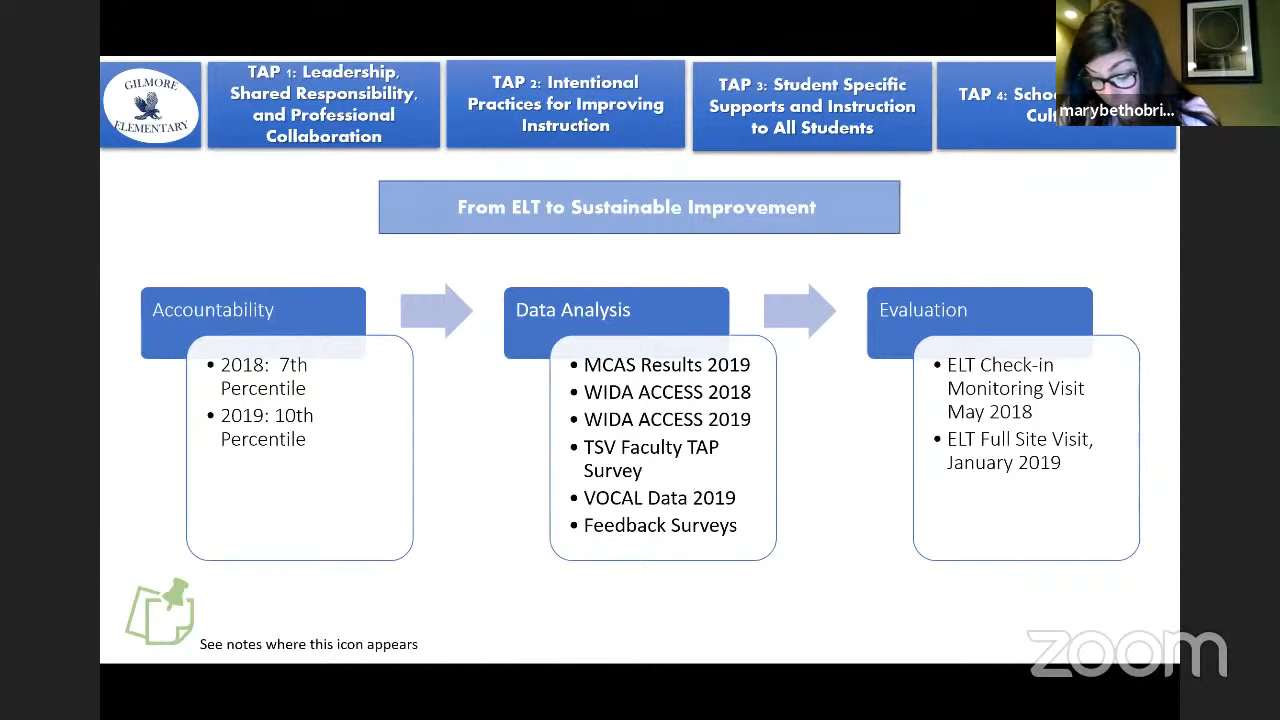 GILMORE
ELEMENTARY
TAP 1: Leadership,
Shared Responsibility,
and Professional
Collaboration
TAP 2: Intentional
Practices for Improving
Instruction
TAP 3: Student Specific
Supports and Instruction
to All Students
TAP 4:
marybethobri...
From ELT to Sustainable Improvement
Accountability
• 2018: 7th
Percentile
• 2019: 10th
Percentile
Data Analysis
• MCAS Results 2019
• WIDA ACCESS 2018
• WIDA ACCESS 2019
• TSV Faculty TAP
Survey
• VOCAL Data 2019
• Feedback Surveys
Evaluation
• ELT Check-in
Monitoring Visit
May 2018
• ELT Full Site Visit,
January 2019
See notes where this icon appears
zoom